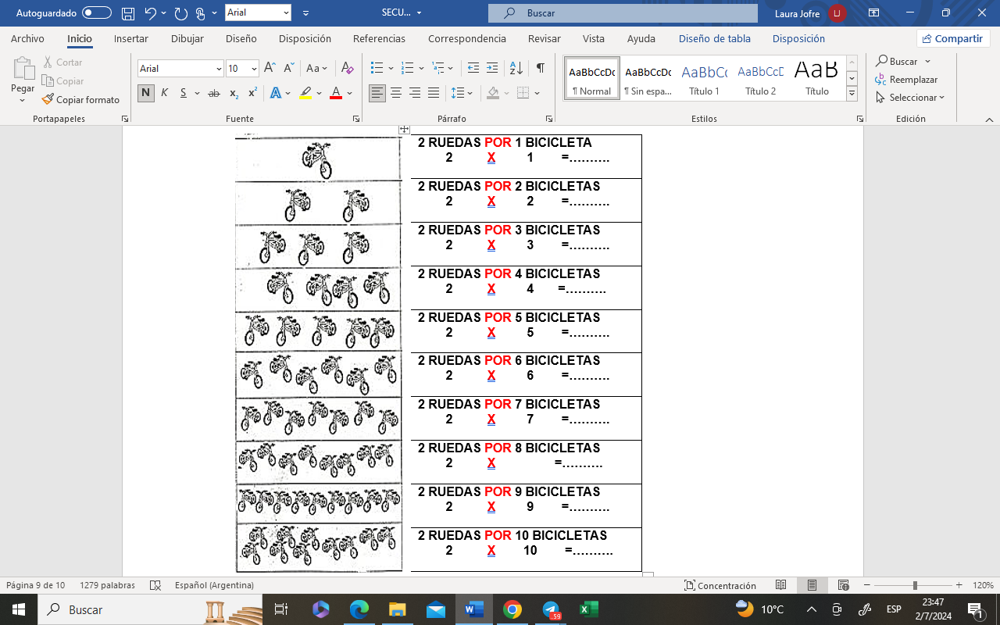 Autoguardado
Arial
SECU...
Buscar
Laura Jofre
LJ
Archivo Inicio Insertar Dibujar Diseño Disposición Referencias Correspondencia Revisar Vista Ayuda Diseño de tabla Disposición
Compartir
Pegar
Cortar
Copiar
Copiar formato
Portapapeles
Arial 10
Fuente
Párrafo
AaBbCcDc AaBbCcDc AaBbC AaBbCcD AaB
¶ Normal ¶ Sin espa... Título 1 Título 2 Título
Estilos
Buscar
Reemplazar
Seleccionar
Edición
2 RUEDAS POR 1 BICICLETA
2 X 1 =……….
2 RUEDAS POR 2 BICICLETAS
2 X 2 =……….
2 RUEDAS POR 3 BICICLETAS
2 X 3 =……….
2 RUEDAS POR 4 BICICLETAS
2 X 4 =……….
2 RUEDAS POR 5 BICICLETAS
2 X 5 =……….
2 RUEDAS POR 6 BICICLETAS
2 X 6 =……….
2 RUEDAS POR 7 BICICLETAS
2 X 7 =……….
2 RUEDAS POR 8 BICICLETAS
2 X =……….
2 RUEDAS POR 9 BICICLETAS
2 X 9 =……….
2 RUEDAS POR 10 BICICLETAS
2 X 10 =……….
Página 9 de 10 1279 palabras Español (Argentina) Concentración 120%
Buscar
10°C
ESP
23:47
2/7/2024
1